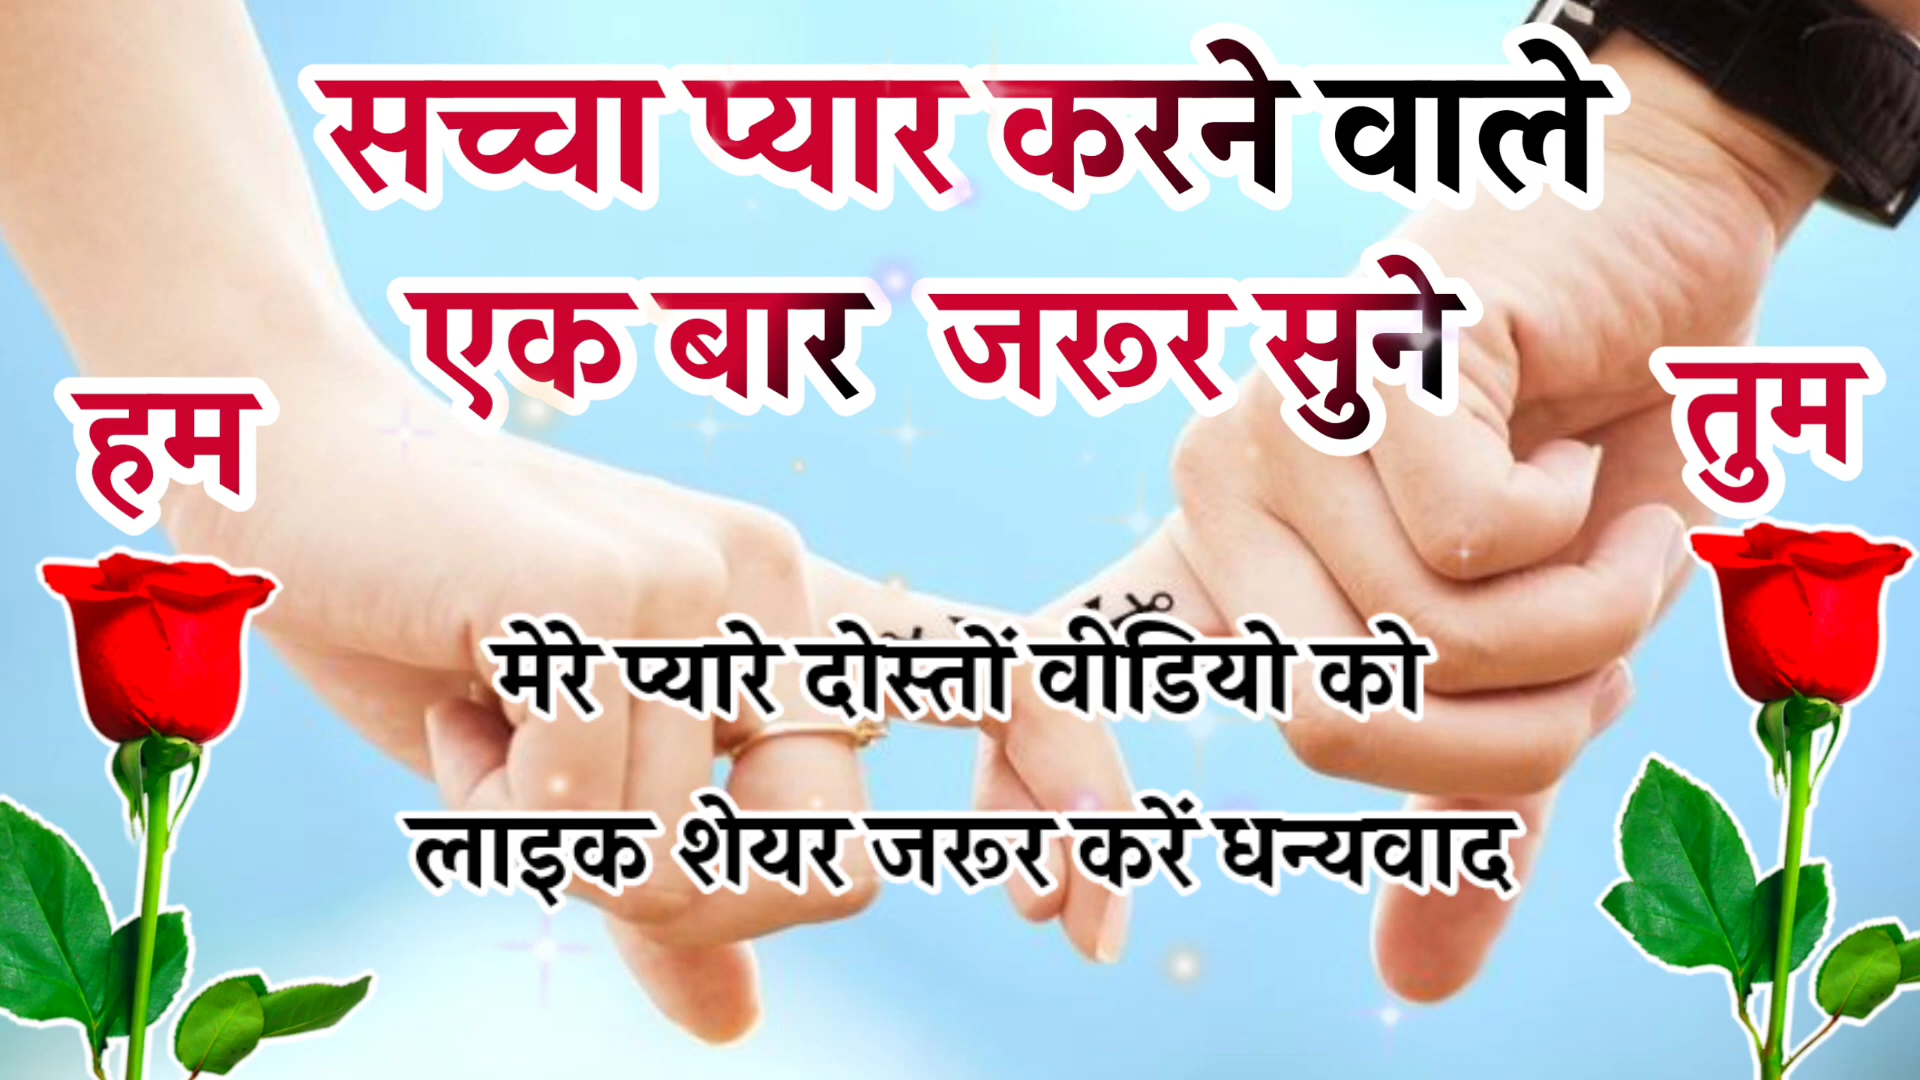 सच्चा प्यार करने वाले
एक बार जरूर सुने
हम
तुम
मेरे प्यारे दोस्तों वीडियो को
लाइक शेयर जरूर करें धन्यवाद